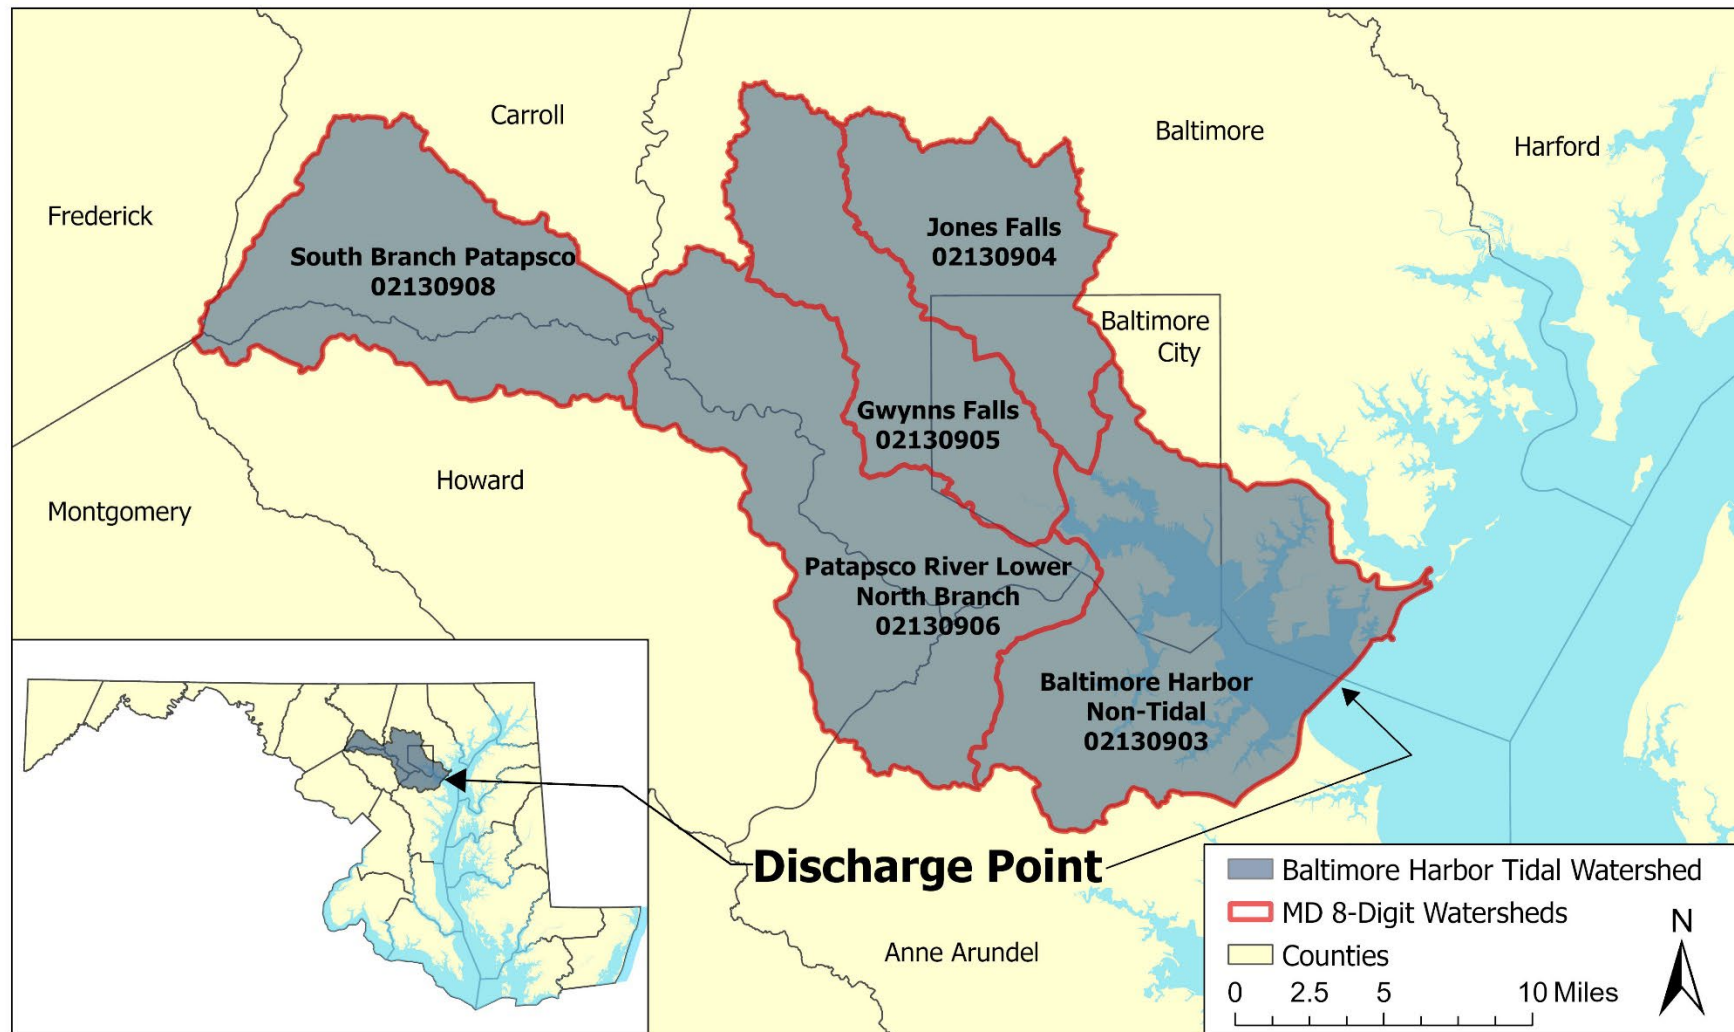 Carroll
Baltimore
Harford
Frederick
Jones Falls
02130904
South Branch Patapsco
02130908
Baltimore
City
Gwynns Falls
02130905
Howard
Montgomery
Patapsco River Lower
North Branch
02130906
Baltimore Harbor
Non-Tidal
02130903
Discharge Point
Anne Arundel
Baltimore Harbor Tidal Watershed
MD 8-Digit Watersheds
Counties
N
0 2.5 5 10 Miles